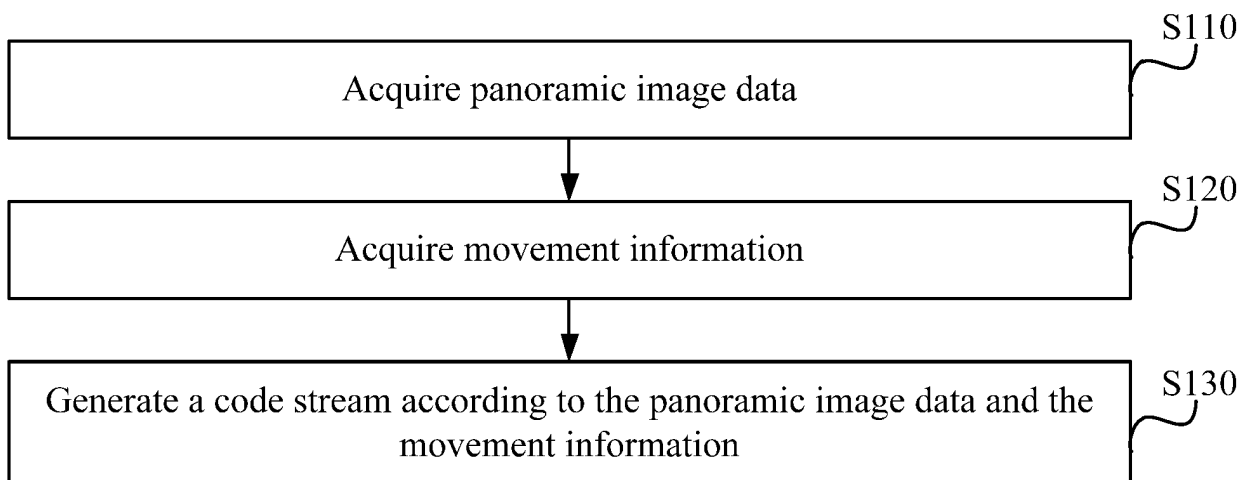 S110
Acquire panoramic image data
S120
Acquire movement information
S130
Generate a code stream according to the panoramic image data and the
movement information